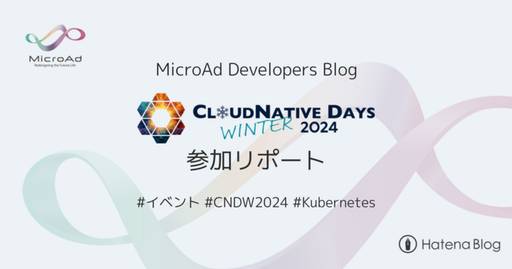 MicroAd
Redesigning the Future Life
MicroAd Developers Blog
CLOUDNATIVE DAYS
WINTER 2024
参加リポート
#イベント #CNDW2024 #Kubernetes
Hatena Blog